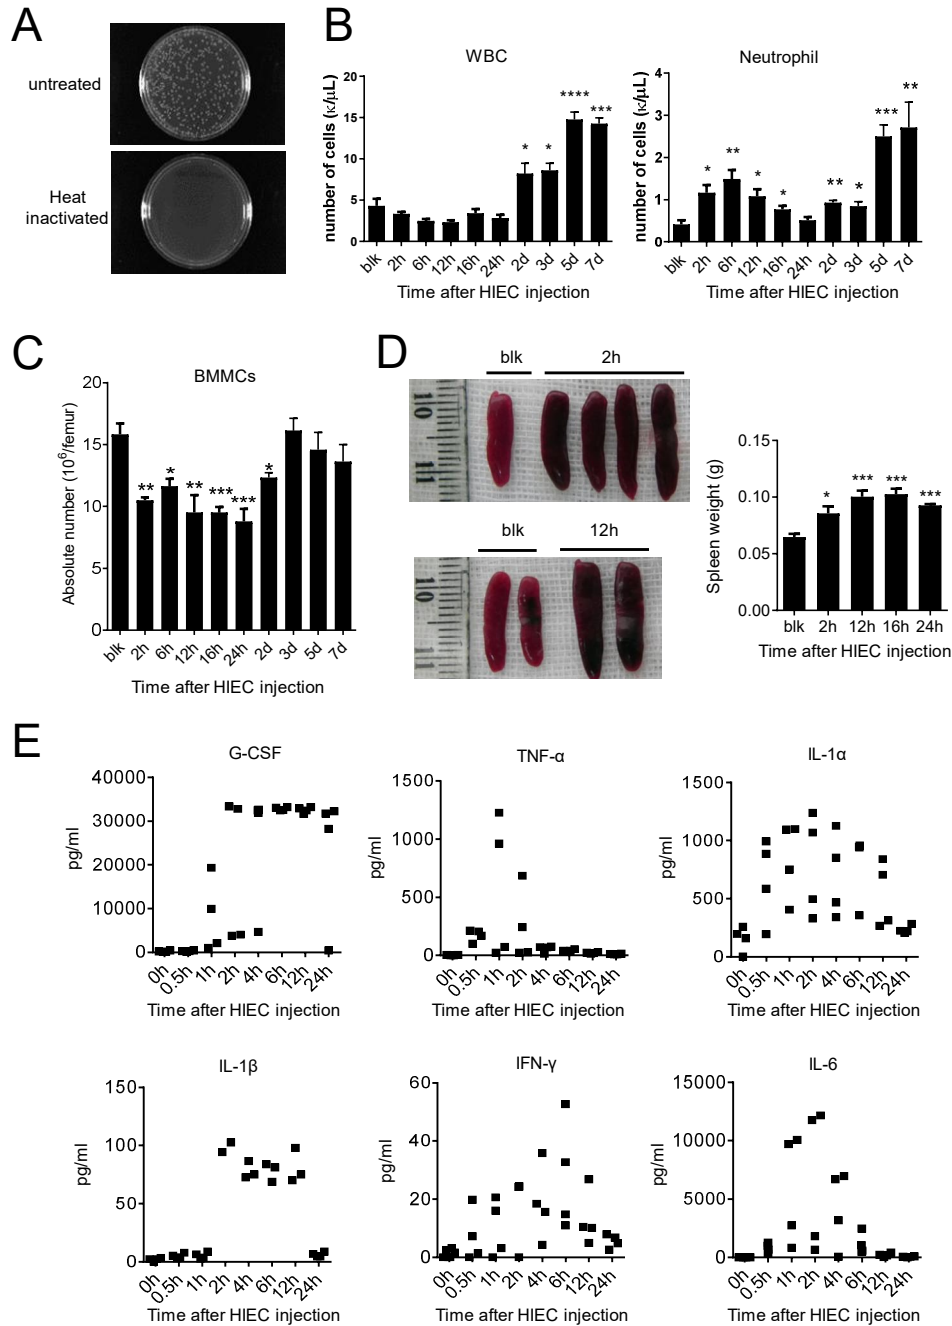 A
untreated
Heat
inactivated
B
WBC
number of cells (κ/μL)
20
15
10
5
0
* * **** ***
blk 2h 6h 12h 16h 24h 2d 3d 5d 7d
Time after HIEC injection
Neutrophil
number of cells (κ/μL)
4
3
2
1
0
* ** * * ** * *** **
blk 2h 6h 12h 16h 24h 2d 3d 5d 7d
Time after HIEC injection
C
BMMCs
Absolute number (10⁶/femur)
20
15
10
5
0
** * ** *** *** *
blk 2h 6h 12h 16h 24h 2d 3d 5d 7d
Time after HIEC injection
D
blk 2h
10
11
blk 12h
10
11
Spleen weight (g)
0.15
0.10
0.05
0.00
* *** *** ***
blk 2h 12h 16h 24h
Time after HIEC injection
E
G-CSF
pg/ml
40000
30000
20000
10000
0
0h 0.5h 1h 2h 4h 6h 12h 24h
Time after HIEC injection
TNF-α
pg/ml
1500
1000
500
0
0h 0.5h 1h 2h 4h 6h 12h 24h
Time after HIEC injection
IL-1α
pg/ml
1500
1000
500
0
0h 0.5h 1h 2h 4h 6h 12h 24h
Time after HIEC injection
IL-1β
pg/ml
150
100
50
0
0h 0.5h 1h 2h 4h 6h 12h 24h
Time after HIEC injection
IFN-γ
pg/ml
60
40
20
0
0h 0.5h 1h 2h 4h 6h 12h 24h
Time after HIEC injection
IL-6
pg/ml
15000
10000
5000
0
0h 0.5h 1h 2h 4h 6h 12h 24h
Time after HIEC injection